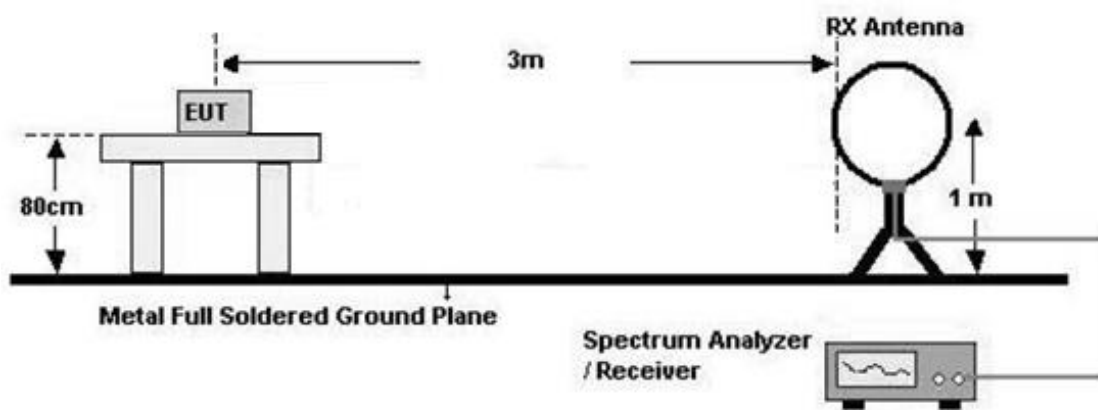 RX Antenna
3m
EUT
80cm
1 m
Metal Full Soldered Ground Plane
Spectrum Analyzer
/ Receiver